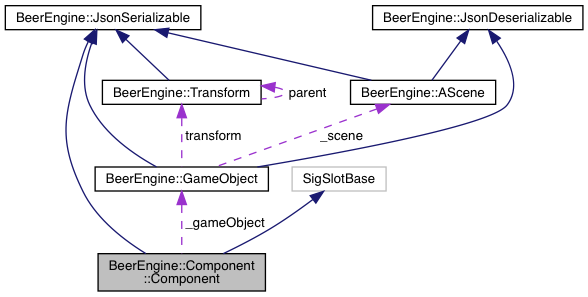 BeerEngine::JsonSerializable
BeerEngine::JsonDeserializable
BeerEngine::Transform
parent
BeerEngine::AScene
transform
_scene
BeerEngine::GameObject
SigSlotBase
_gameObject
BeerEngine::Component
::Component